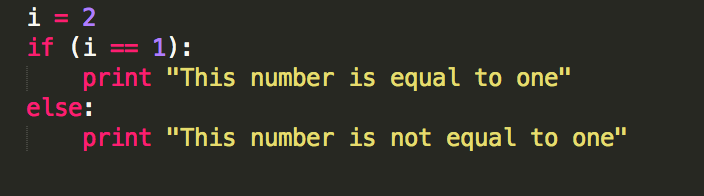 i = 2
if (i == 1):
    print "This number is equal to one"
else:
    print "This number is not equal to one"